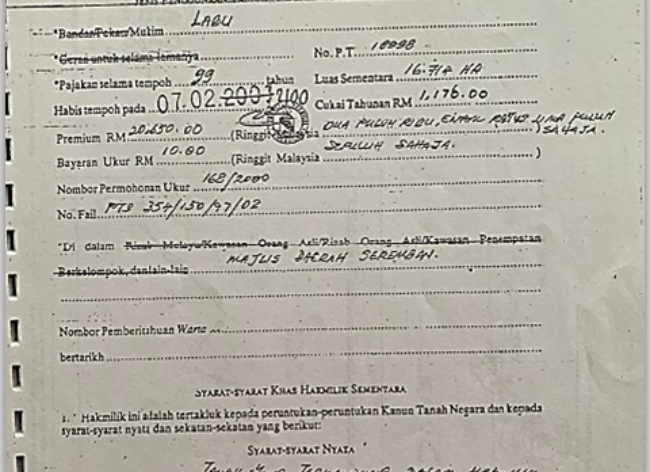 LABU
*Bandar/Pekan/Mukim
*Geran untuk selama-lamanya No. P.T. 10998
*Pajakan selama tempoh 99 tahun Luas Sementara 16.714 HA
Habis tempoh pada 07.02.2001 2100 Cukai Tahunan RM 1,176.00
Premium RM 20,650.00 (Ringgit Malaysia DUA PULUH RIBU, ENAM RATUS LIMA PULUH SAHAJA.)
Bayaran Ukur RM 10.00 (Ringgit Malaysia SEPULUH SAHAJA.)
Nombor Permohonan Ukur 168/2000
No. Fail PTS 354/150/97/02
*Di dalam Rizab Melayu/Kawasan Orang Asli/Rizab Orang Asli/Kawasan Penempatan
Berkelompok, dan lain-lain MAJLIS DAERAH SEREMBAN.
Nombor Pemberitahuan Warta
bertarikh
SYARAT-SYARAT KHAS HAKMILIK SEMENTARA
1. Hakmilik ini adalah tertakluk kepada peruntukan-peruntukan Kanun Tanah Negara dan kepada
syarat-syarat nyata dan sekatan-sekatan yang berikut:
SYARAT-SYARAT NYATA